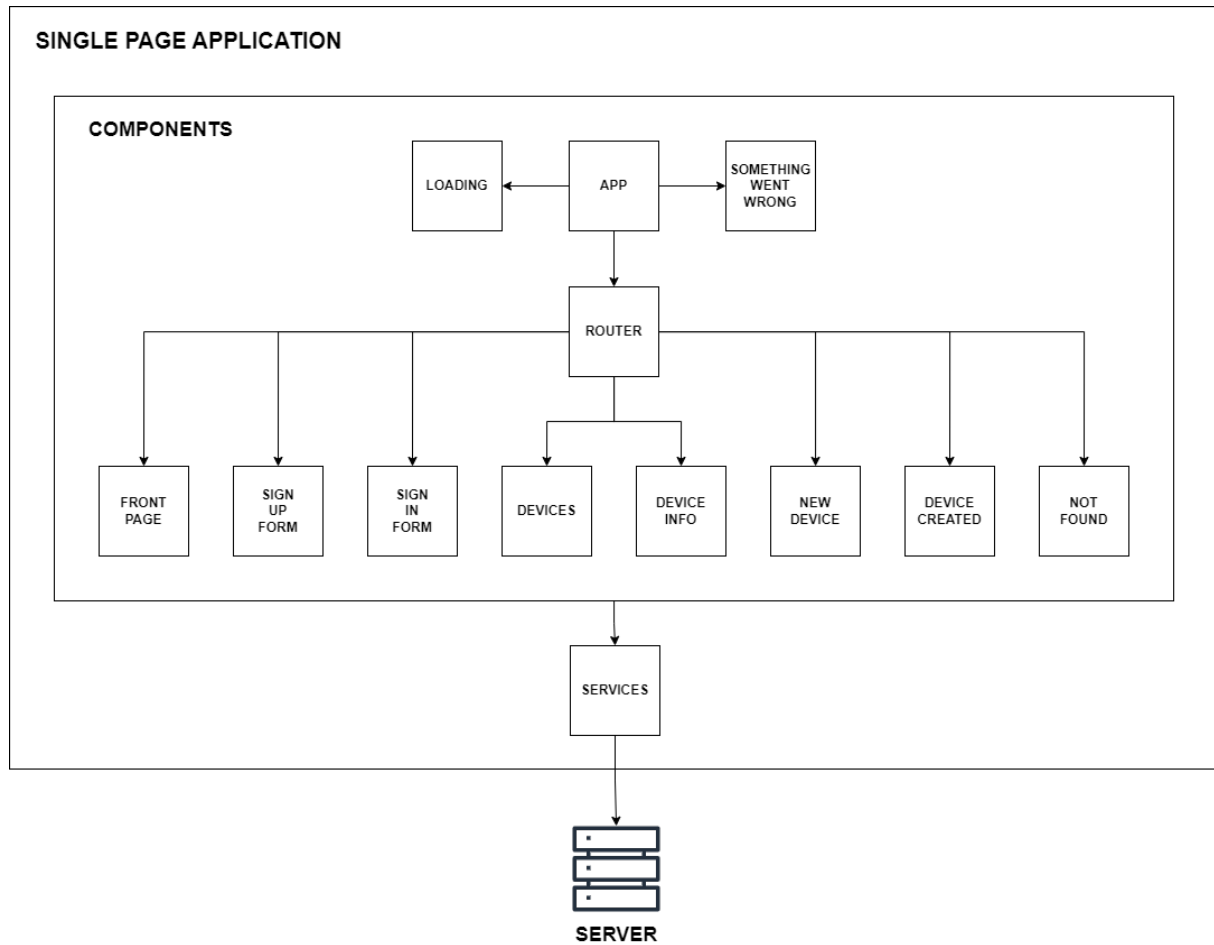 SINGLE PAGE APPLICATION
COMPONENTS
LOADING
APP
SOMETHING
WENT
WRONG
ROUTER
FRONT
PAGE
SIGN
UP
FORM
SIGN
IN
FORM
DEVICES
DEVICE
INFO
NEW
DEVICE
DEVICE
CREATED
NOT
FOUND
SERVICES
SERVER